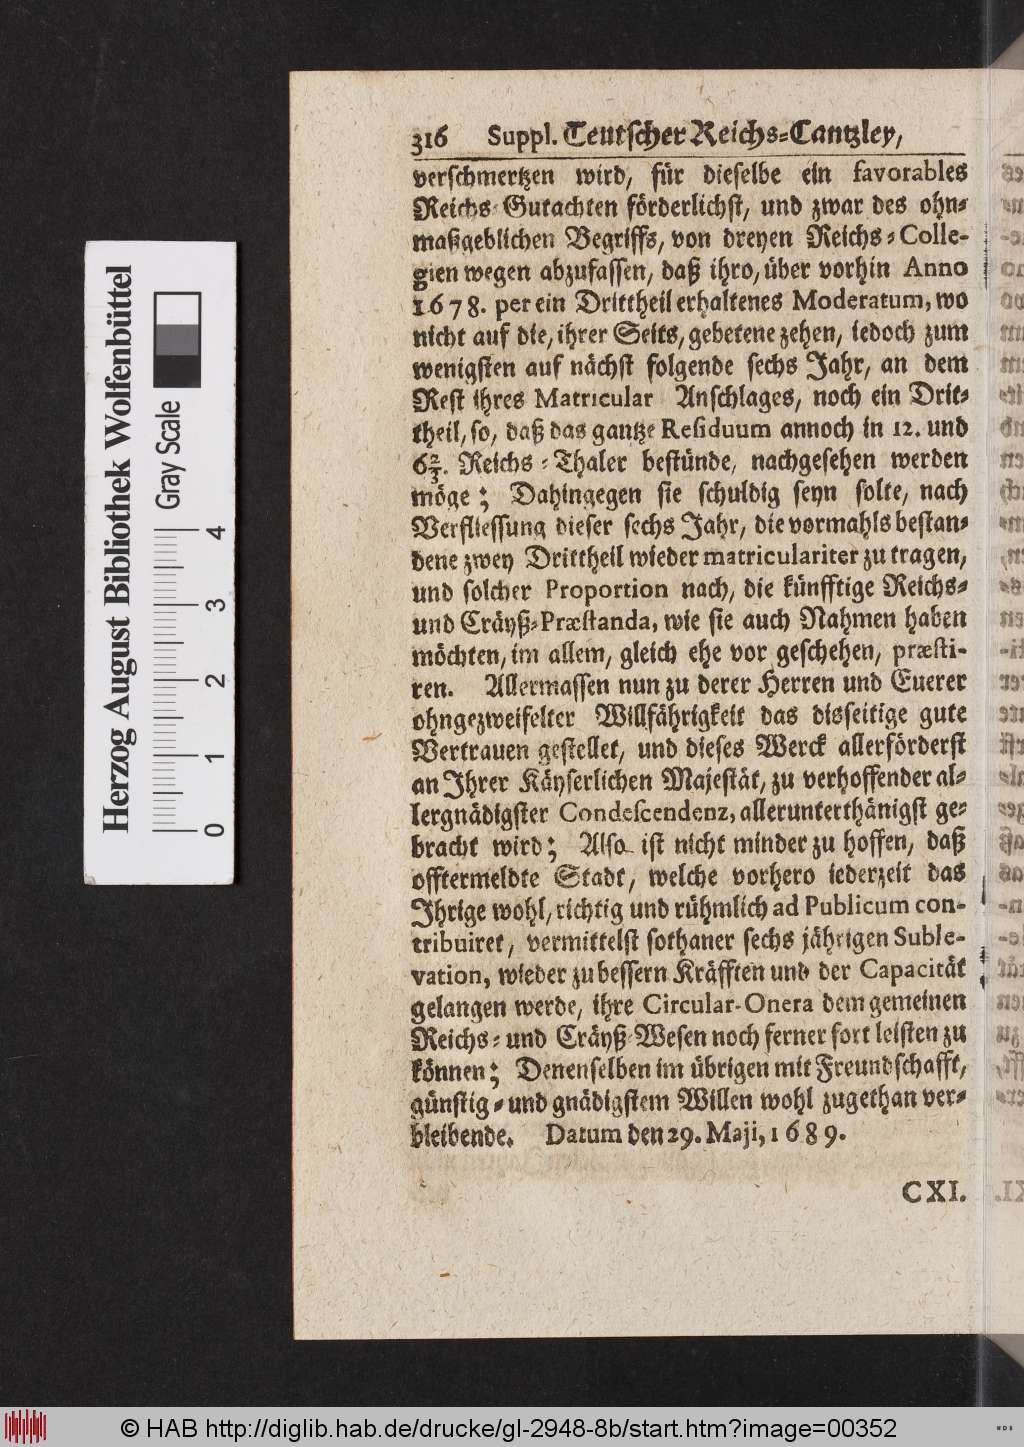 316 Suppl. Teutscher Reichs-Cantzley,
verschmertzen wird, für dieselbe ein favorables
Reichs-Gutachten förderlichst, und zwar des ohn-
maßgeblichen Begriffs, von dreyen Reichs-Colle-
gien wegen abzufassen, daß ihro, über vorhin Anno
1678. per ein Drittheil erhaltenes Moderatum, wo
nicht auf die, ihrer Seits, gebetene zehen, iedoch zum
wenigsten auf nächst folgende sechs Jahr, an dem
Rest ihres Matricular Anschlages, noch ein Drit-
theil, so, daß das gantze Residuum annoch in 12. und
6 2/3. Reichs-Thaler bestünde, nachgesehen werden
möge; Dahingegen sie schuldig seyn solte, nach
Verfliessung dieser sechs Jahr, die vormahls bestan-
dene zwey Drittheil wieder matriculariter zu tragen,
und solcher Proportion nach, die künfftige Reichs-
und Cräyß-Præstanda, wie sie auch Nahmen haben
möchten, im allem, gleich ehe vor geschehen, præsti-
ren. Allermassen nun zu derer Herren und Euerer
ohngezweifelter Willfährigkeit das disseitige gute
Vertrauen gestellet, und dieses Werck allerförderst
an Ihrer Käyserlichen Majestät, zu verhoffender al-
lergnädigster Condescendenz, allerunterthänigst ge-
bracht wird; Also ist nicht minder zu hoffen, daß
offtermeldte Stadt, welche vorhero iederzeit das
Ihrige wohl, richtig und rühmlich ad Publicum con-
tribuiret, vermittelst sothaner sechs jährigen Suble-
vation, wieder zu bessern Kräfften und der Capacität
gelangen werde, ihre Circular-Onera dem gemeinen
Reichs- und Cräyß-Wesen noch ferner fort leisten zu
können; Denenselben im übrigen mit Freundschafft,
günstig- und gnädigstem Willen wohl zugethan ver-
bleibende. Datum den 29. Maji, 1689.
CXI.
Herzog August Bibliothek Wolfenbüttel
Gray Scale
0 1 2 3 4
© HAB http://diglib.hab.de/drucke/gl-2948-8b/start.htm?image=00352